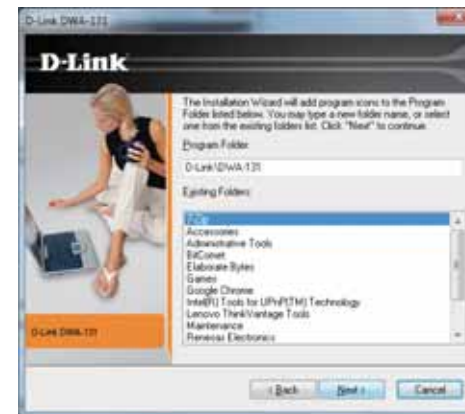 D-Link DWA-131
D-Link
The Installation Wizard will add program icons to the Program
Folder listed below. You may type a new folder name, or select
one from the existing folders list. Click "Next" to continue.
Program Folder:
D-Link\DWA-131
Existing Folders:
7-Zip
Accessories
Administrative Tools
BitComet
Elaborate Bytes
Games
Google Chrome
Intel(R) Tools for UPnP(TM) Technology
Lenovo ThinkVantage Tools
Maintenance
Renesas Electronics
D-Link DWA-131
< Back
Next >
Cancel